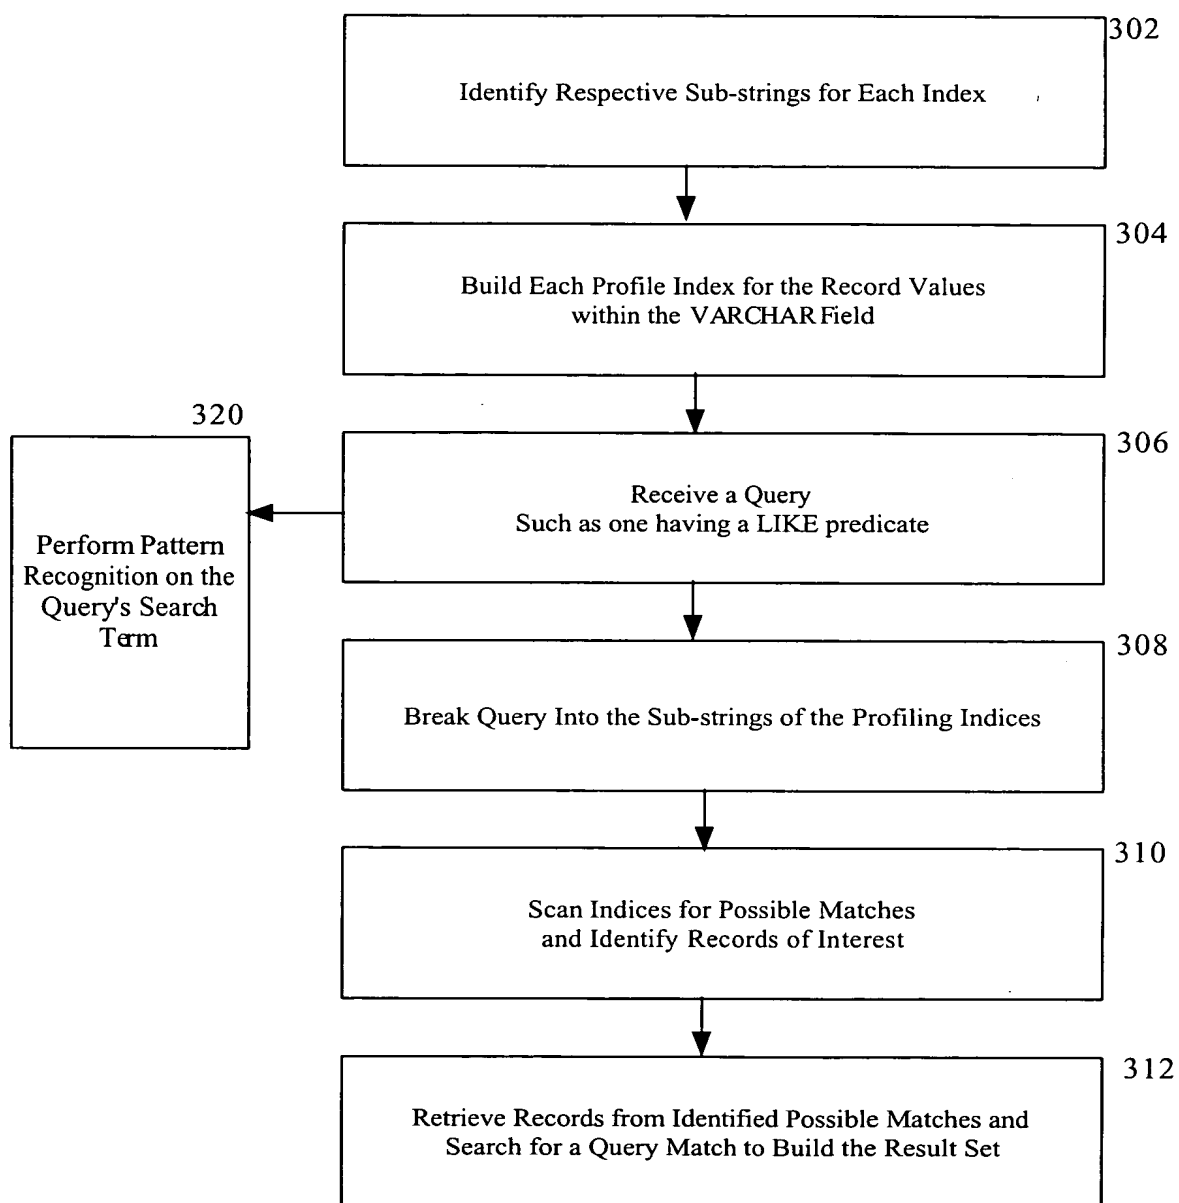 302
Identify Respective Sub-strings for Each Index
304
Build Each Profile Index for the Record Values
within the VARCHAR Field
320
306
Receive a Query
Such as one having a LIKE predicate
Perform Pattern
Recognition on the
Query's Search
Term
308
Break Query Into the Sub-strings of the Profiling Indices
310
Scan Indices for Possible Matches
and Identify Records of Interest
312
Retrieve Records from Identified Possible Matches and
Search for a Query Match to Build the Result Set